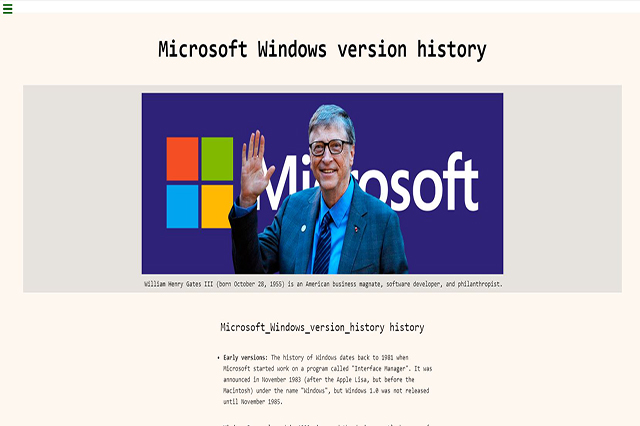 Microsoft Windows version history
Microsoft
William Henry Gates III (born October 28, 1955) is an American business magnate, software developer, and philanthropist.
Microsoft_Windows_version_history history
• Early versions: The history of Windows dates back to 1981 when
Microsoft started work on a program called "Interface Manager". It was
announced in November 1983 (after the Apple Lisa, but before the
Macintosh) under the name "Windows", but Windows 1.0 was not released
until November 1985.